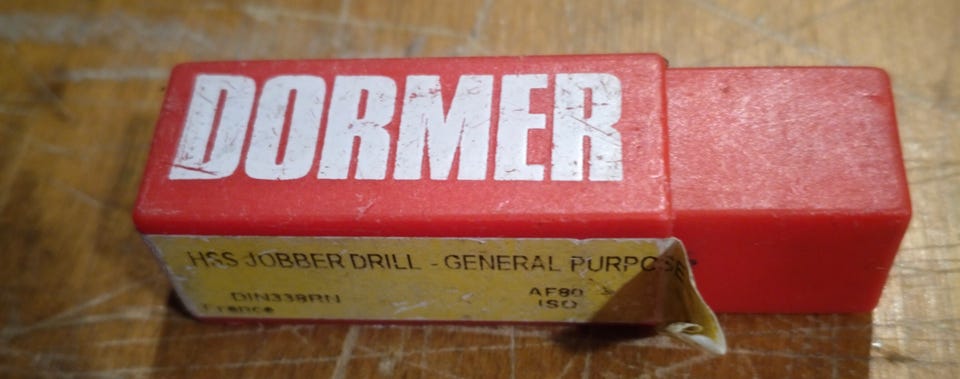 DORMER
HSS JOBBER DRILL - GENERAL PURPOSE
DIN338RN AF80
France ISO